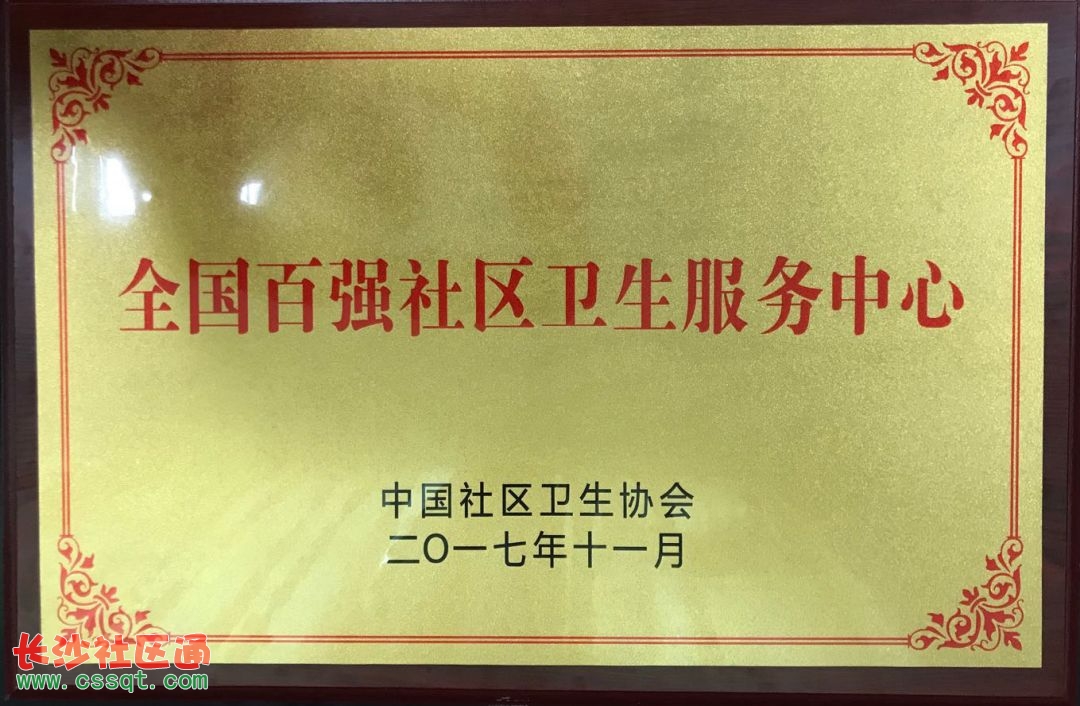 全国百强社区卫生服务中心
中国社区卫生协会
二〇一七年十一月
长沙社区通
www.cssqt.com